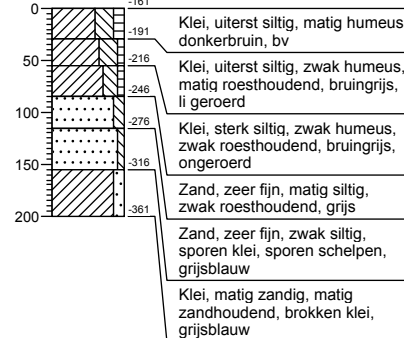 0
-161
Klei, uiterst siltig, matig humeus,
donkerbruin, bv
-191
50
-216
Klei, uiterst siltig, zwak humeus,
matig roesthoudend, bruingrijs,
li geroerd
-246
100
-276
Klei, sterk siltig, zwak humeus,
zwak roesthoudend, bruingrijs,
ongeroerd
150
-316
Zand, zeer fijn, matig siltig,
zwak roesthoudend, grijs
200
-361
Zand, zeer fijn, zwak siltig,
sporen klei, sporen schelpen,
grijsblauw
Klei, matig zandig, matig
zandhoudend, brokken klei,
grijsblauw